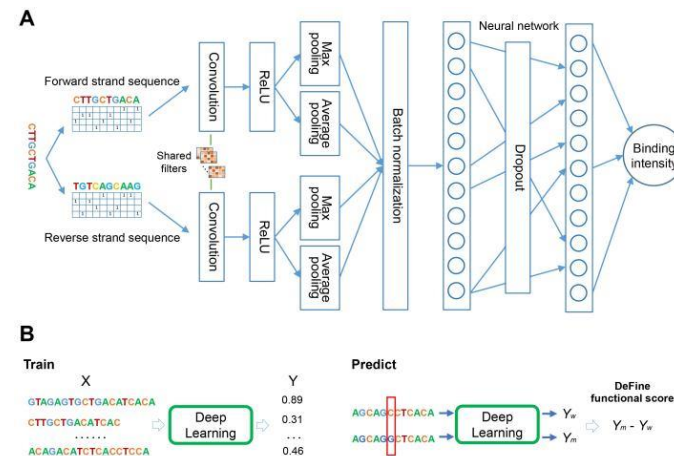 A
Neural network
Forward strand sequence
CTTGCTGACA
CTTGCTGACA
Convolution
ReLU
Max pooling
Average pooling
Shared filters
Batch normalization
Dropout
Binding intensity
TGTCAGCAAG
Reverse strand sequence
Convolution
ReLU
Max pooling
Average pooling
B
Train
X
Y
GTAGAGTGCTGACATCACA
0.89
CTTGCTGACATCAC
0.31
......
...
ACAGACATCTCACCTCCA
0.46
Deep Learning
Predict
AGCAGCCTCACA
AGCAGGCTCACA
Deep Learning
Yw
Ym
DeFine functional score
Ym - Yw